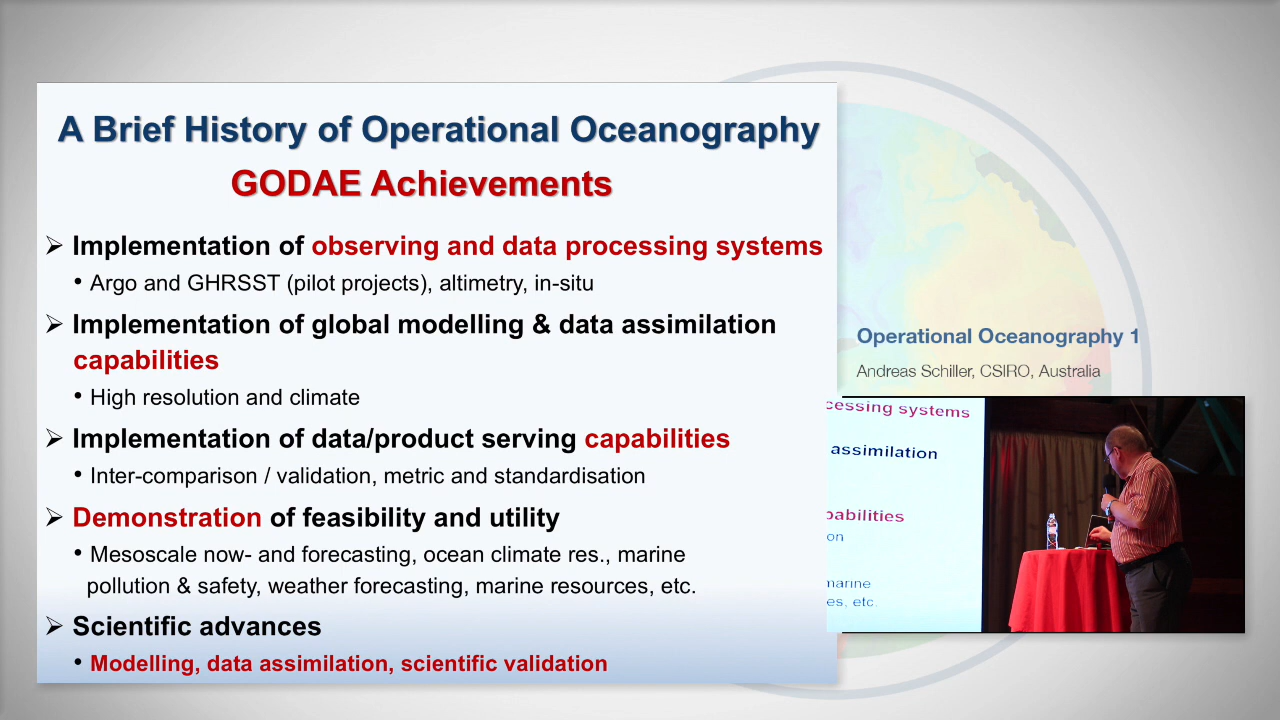 A Brief History of Operational Oceanography
GODAE Achievements
➢ Implementation of observing and data processing systems
• Argo and GHRSST (pilot projects), altimetry, in-situ
➢ Implementation of global modelling & data assimilation
capabilities
• High resolution and climate
➢ Implementation of data/product serving capabilities
• Inter-comparison / validation, metric and standardisation
➢ Demonstration of feasibility and utility
• Mesoscale now- and forecasting, ocean climate res., marine
pollution & safety, weather forecasting, marine resources, etc.
➢ Scientific advances
• Modelling, data assimilation, scientific validation
Operational Oceanography 1
Andreas Schiller, CSIRO, Australia
cessing systems
assimilation
pabilities
on
marine
es, etc.